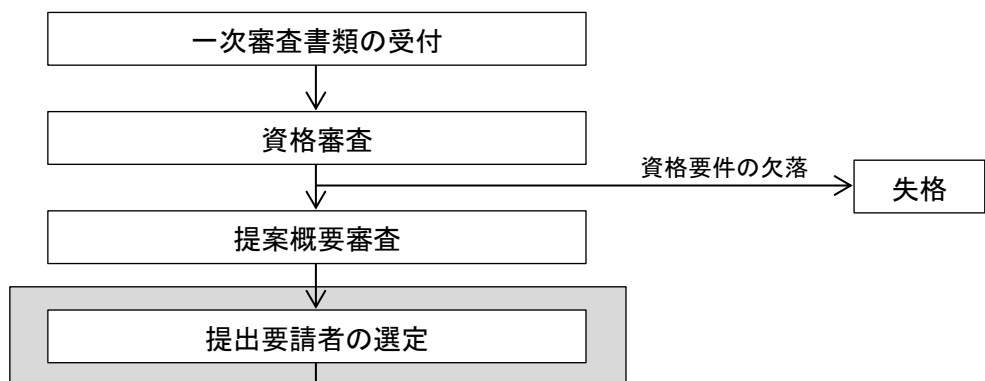 一次審査書類の受付
資格審査
資格要件の欠落
失格
提案概要審査
提出要請者の選定